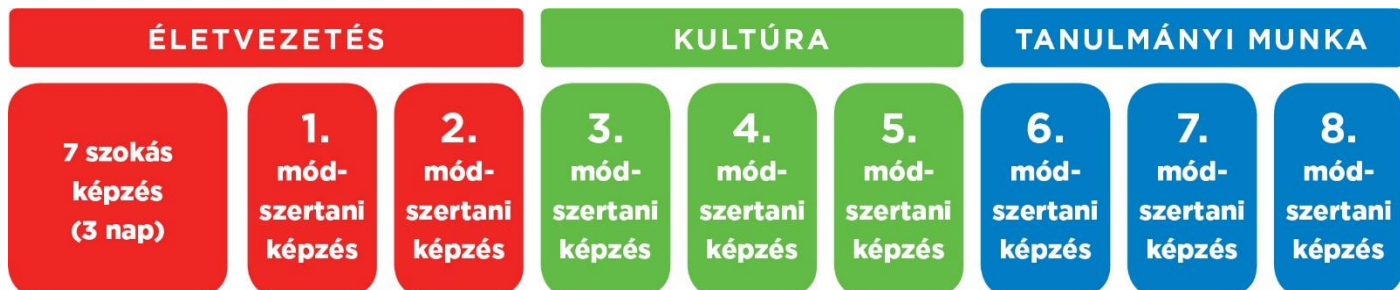 ÉLETVEZETÉS
7 szokás
képzés
(3 nap)
1.
mód-
szertani
képzés
2.
mód-
szertani
képzés
KULTÚRA
3.
mód-
szertani
képzés
4.
mód-
szertani
képzés
5.
mód-
szertani
képzés
TANULMÁNYI MUNKA
6.
mód-
szertani
képzés
7.
mód-
szertani
képzés
8.
mód-
szertani
képzés